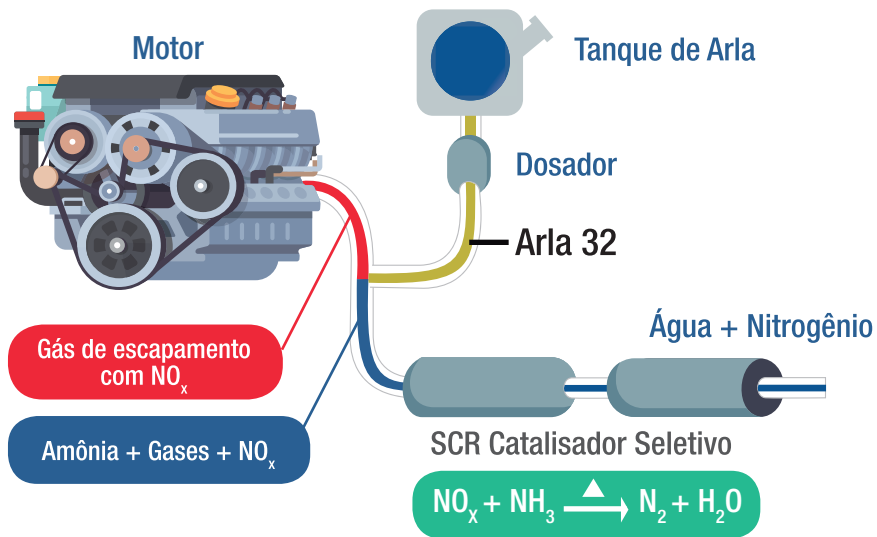 Motor
Tanque de Arla
Dosador
Arla 32
Água + Nitrogênio
Gás de escapamento
com NOx
Amônia + Gases + NOx
SCR Catalisador Seletivo
NOx + NH3 △→ N2 + H2O